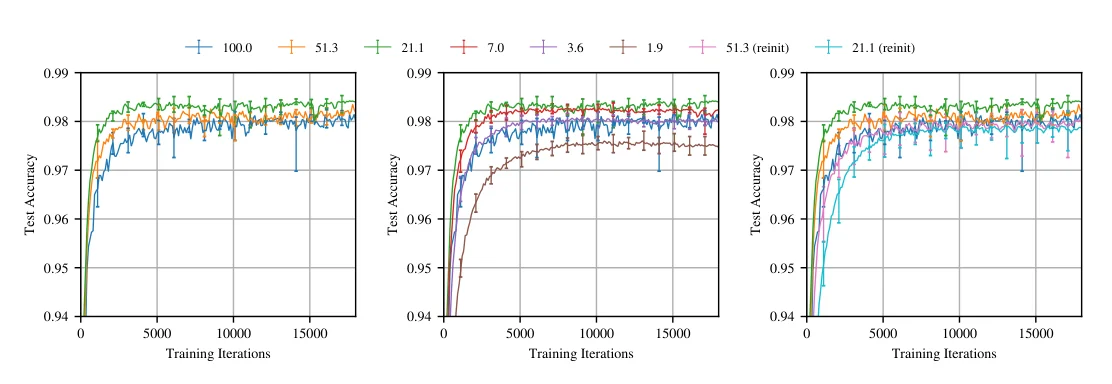 100.0 51.3 21.1 7.0 3.6 1.9 51.3 (reinit) 21.1 (reinit)
0.99 0.98 0.97 0.96 0.95 0.94
Test Accuracy
0 5000 10000 15000
Training Iterations
0.99 0.98 0.97 0.96 0.95 0.94
Test Accuracy
0 5000 10000 15000
Training Iterations
0.99 0.98 0.97 0.96 0.95 0.94
Test Accuracy
0 5000 10000 15000
Training Iterations